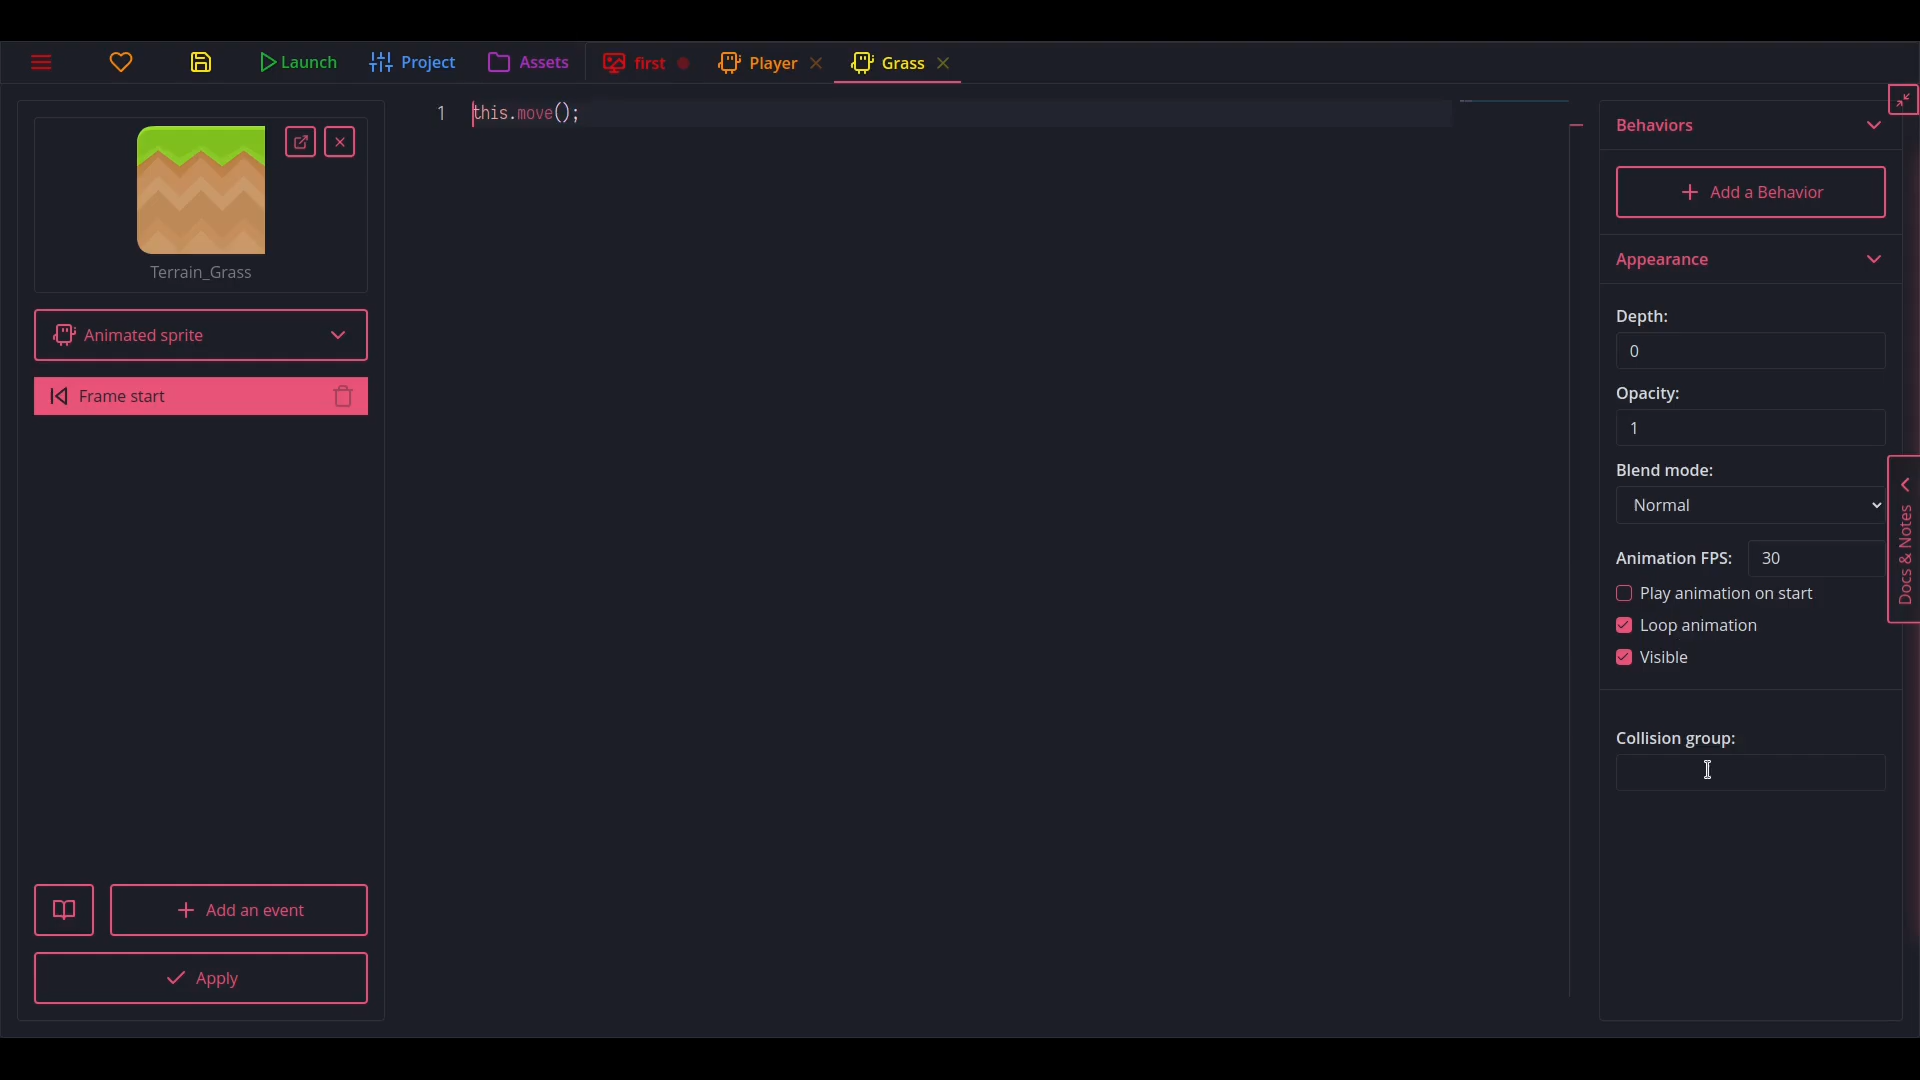 Launch Project Assets first Player Grass
Terrain_Grass
Animated sprite
Frame start
Add an event
Apply
1 this.move();
Behaviors
Add a Behavior
Appearance
Depth:
0
Opacity:
1
Blend mode:
Normal
Animation FPS: 30
Play animation on start
Loop animation
Visible
Collision group:
Docs & Notes